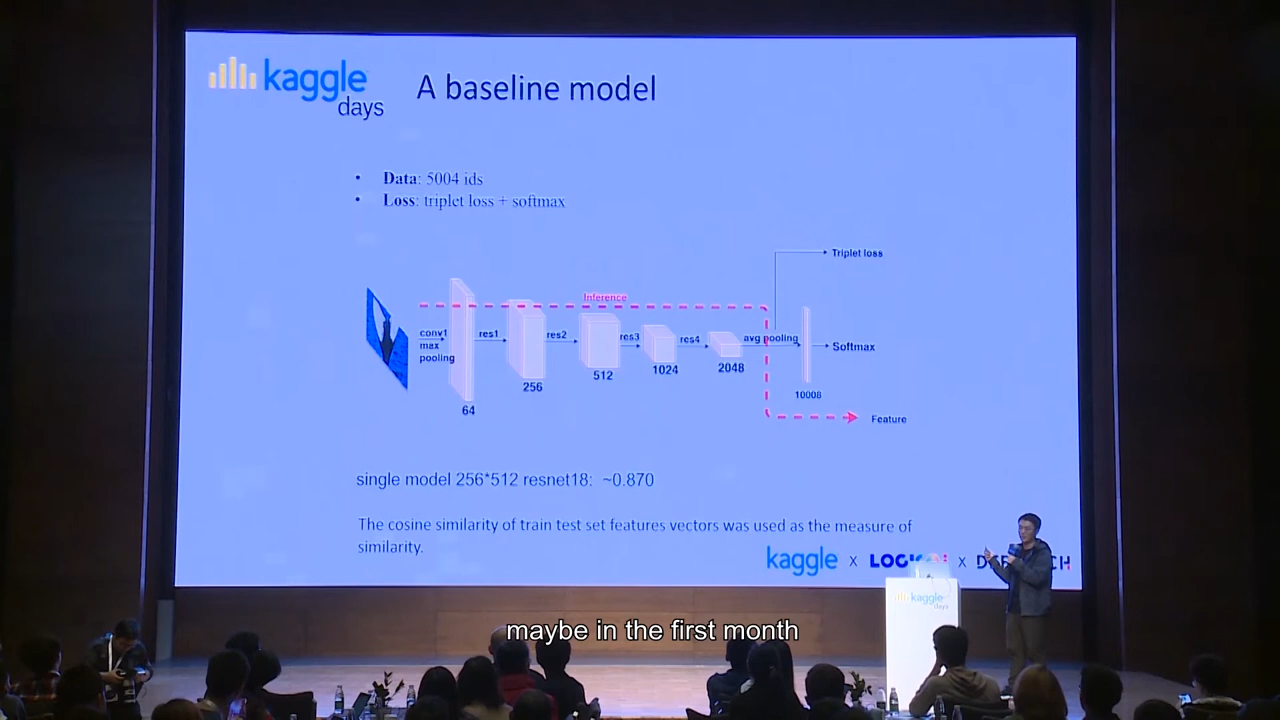 kaggle
days
A baseline model
• Data: 5004 ids
• Loss: triplet loss + softmax
Triplet loss
Inference
conv1
max
pooling
res1
res2
res3
res4
avg pooling
Softmax
64
256
512
1024
2048
10008
Feature
single model 256*512 resnet18: ~0.870
The cosine similarity of train test set features vectors was used as the measure of
similarity.
kaggle x x
kaggle
days
maybe in the first month